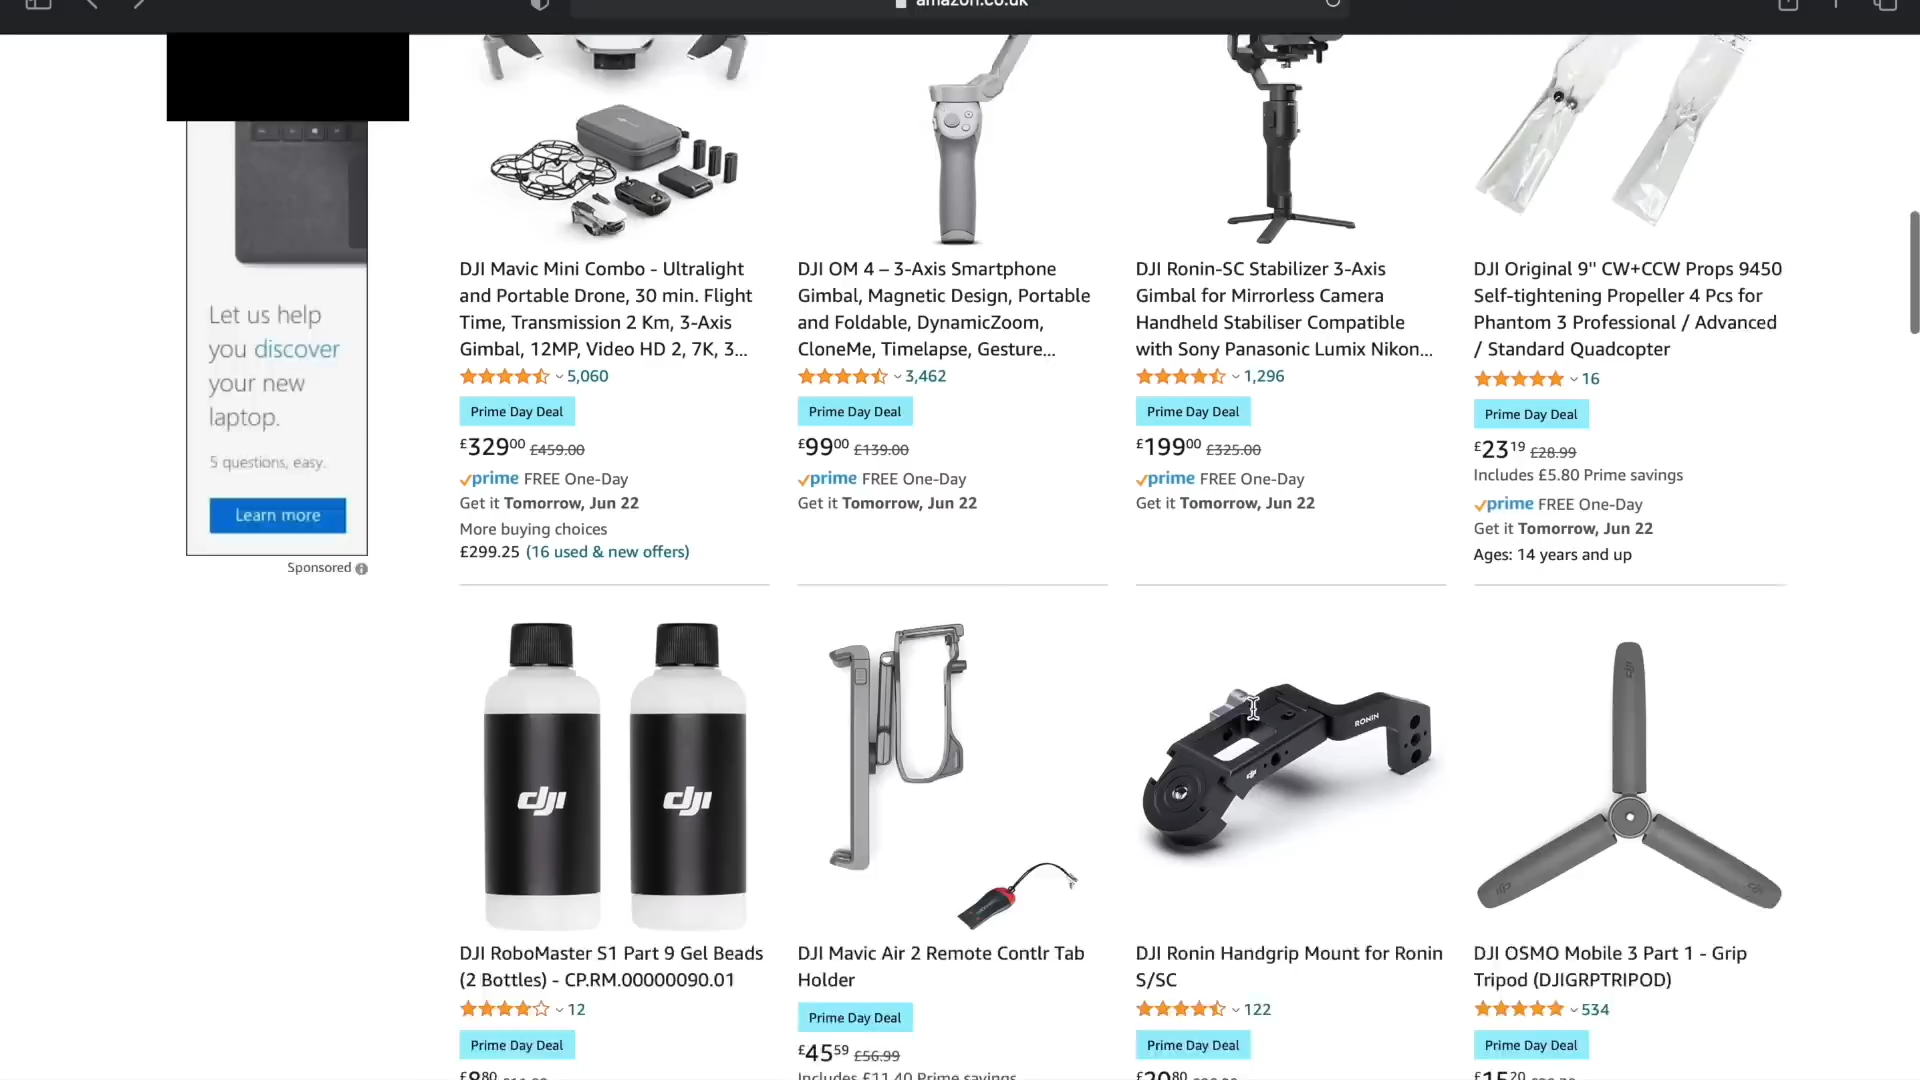 amazon.co.uk
Let us help
you discover
your new
laptop.
5 questions, easy.
Learn more
Sponsored
DJI Mavic Mini Combo - Ultralight
and Portable Drone, 30 min. Flight
Time, Transmission 2 Km, 3-Axis
Gimbal, 12MP, Video HD 2, 7K, 3...
5,060
Prime Day Deal
£329.00 £459.00
prime FREE One-Day
Get it Tomorrow, Jun 22
More buying choices
£299.25 (16 used & new offers)
DJI OM 4 – 3-Axis Smartphone
Gimbal, Magnetic Design, Portable
and Foldable, DynamicZoom,
CloneMe, Timelapse, Gesture...
3,462
Prime Day Deal
£99.00 £139.00
prime FREE One-Day
Get it Tomorrow, Jun 22
DJI Ronin-SC Stabilizer 3-Axis
Gimbal for Mirrorless Camera
Handheld Stabiliser Compatible
with Sony Panasonic Lumix Nikon...
1,296
Prime Day Deal
£199.00 £325.00
prime FREE One-Day
Get it Tomorrow, Jun 22
DJI Original 9" CW+CCW Props 9450
Self-tightening Propeller 4 Pcs for
Phantom 3 Professional / Advanced
/ Standard Quadcopter
16
Prime Day Deal
£23.19 £28.99
Includes £5.80 Prime savings
prime FREE One-Day
Get it Tomorrow, Jun 22
Ages: 14 years and up
dji
dji
DJI RoboMaster S1 Part 9 Gel Beads
(2 Bottles) - CP.RM.00000090.01
12
Prime Day Deal
£8.80
DJI Mavic Air 2 Remote Contlr Tab
Holder
Prime Day Deal
£45.59 £56.99
Includes £11.40 Prime savings
RONIN
dji
DJI Ronin Handgrip Mount for Ronin
S/SC
122
Prime Day Deal
£20.80
DJI OSMO Mobile 3 Part 1 - Grip
Tripod (DJIGRPTRIPOD)
534
Prime Day Deal
£15.20